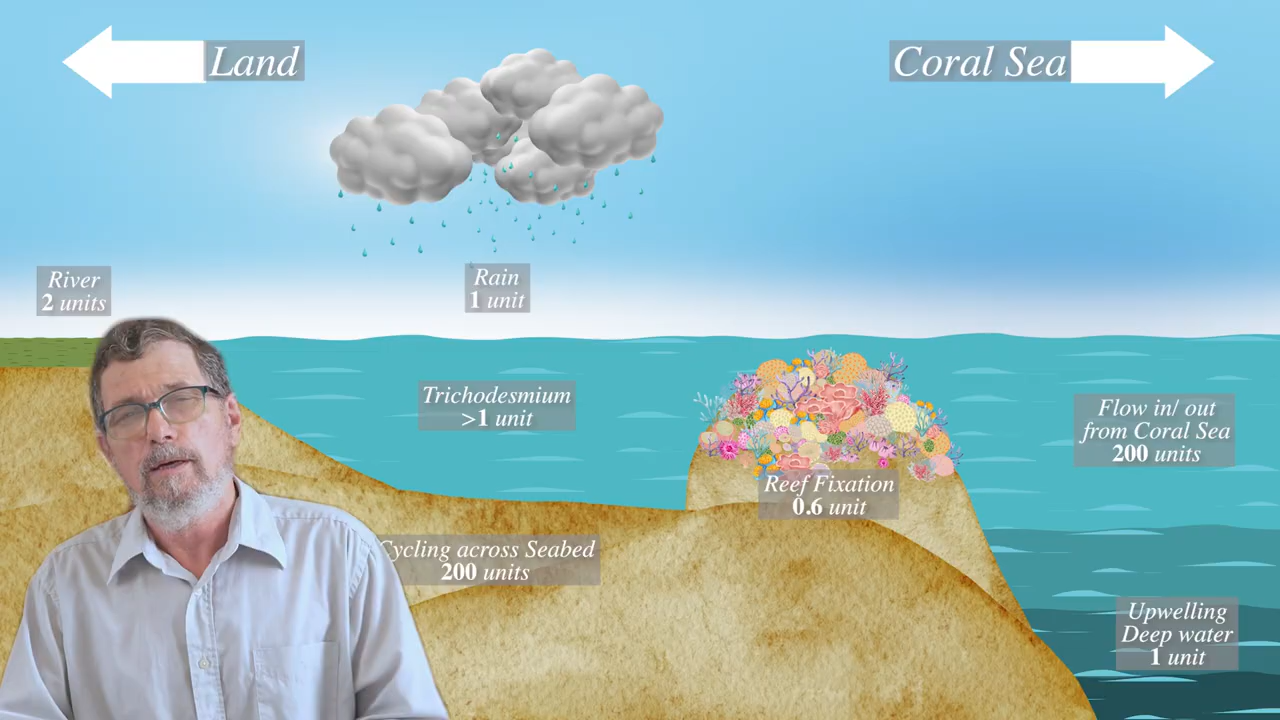 Land
Coral Sea
River
2 units
Rain
1 unit
Trichodesmium
>1 unit
Flow in/ out
from Coral Sea
200 units
Reef Fixation
0.6 unit
Cycling across Seabed
200 units
Upwelling
Deep water
1 unit